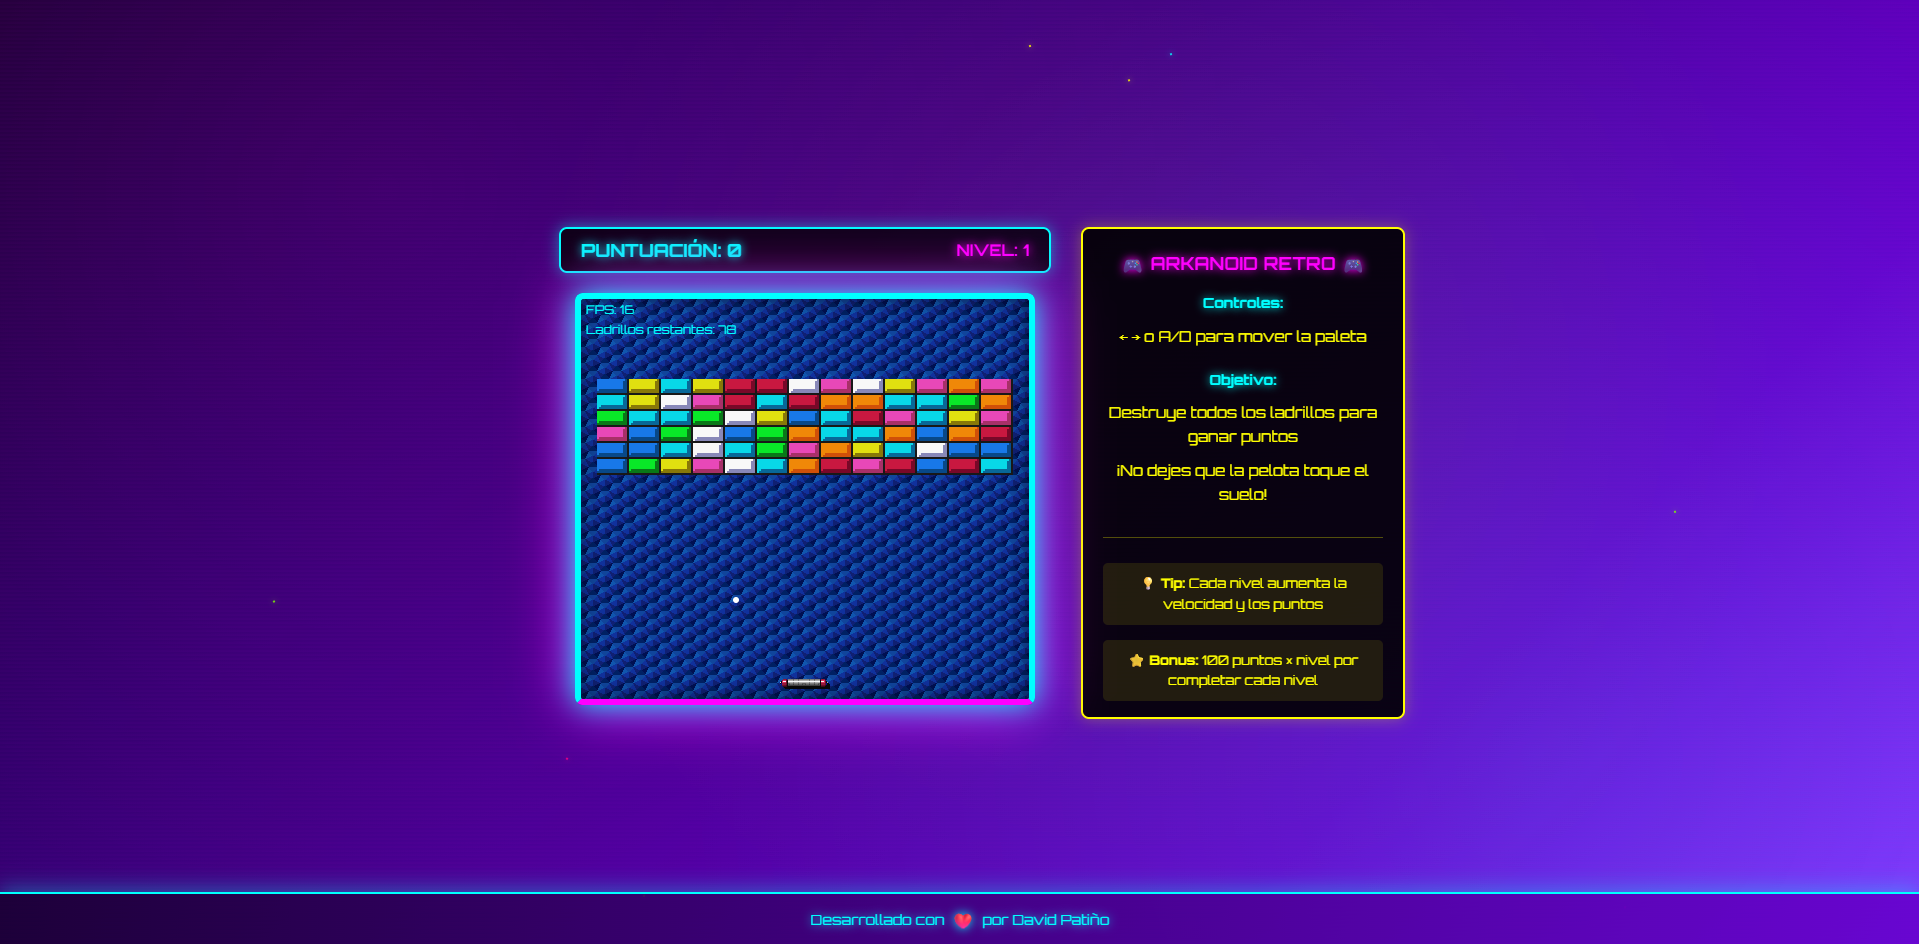 PUNTUACIÓN: 0
NIVEL: 1
FPS: 16
Ladrillos restantes: 78
🎮 ARKANOID RETRO 🎮
Controles:
←→ o A/D para mover la paleta
Objetivo:
Destruye todos los ladrillos para
ganar puntos
¡No dejes que la pelota toque el
suelo!
💡 Tip: Cada nivel aumenta la
velocidad y los puntos
⭐ Bonus: 100 puntos × nivel por
completar cada nivel
Desarrollado con ❤️ por David Patiño